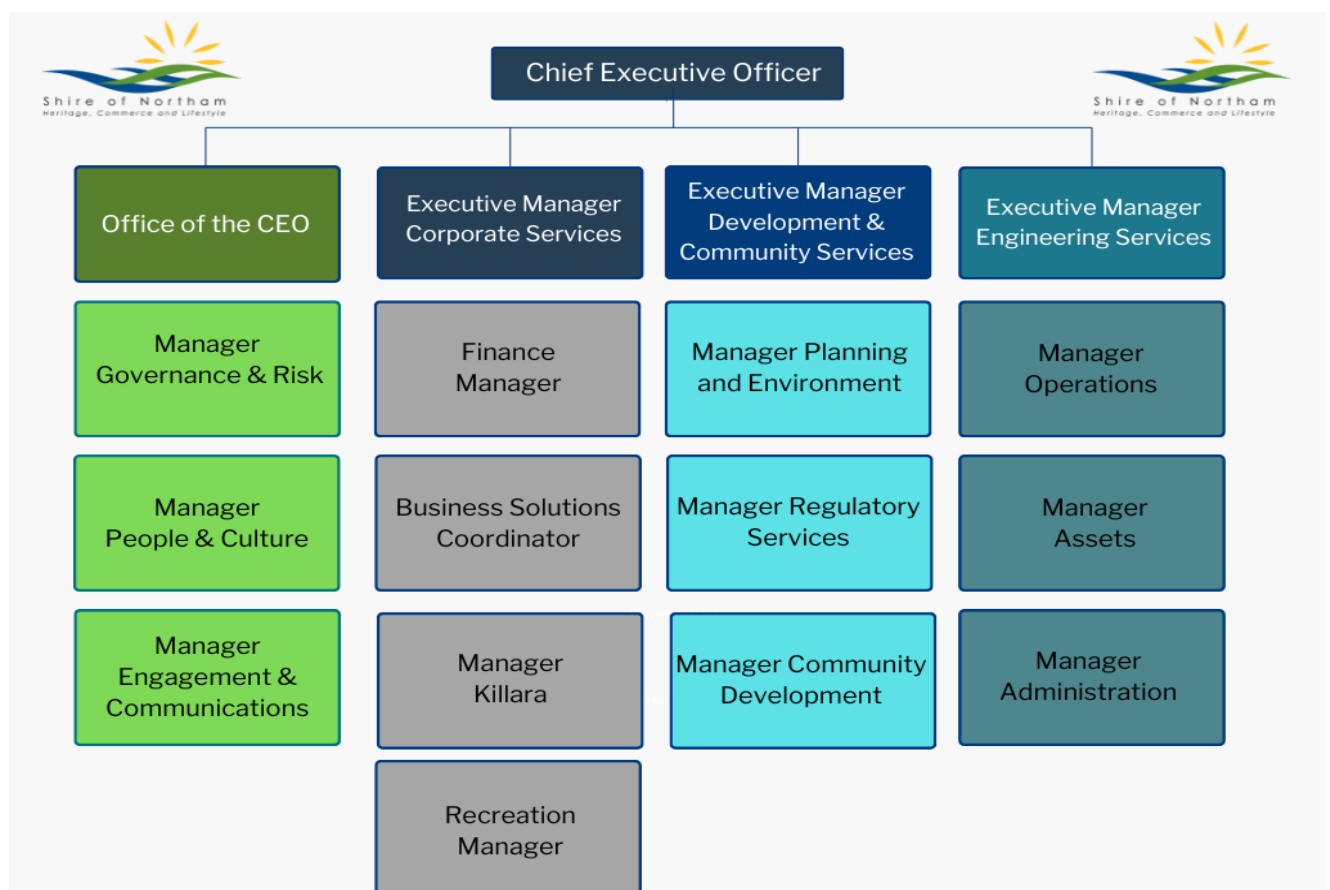 Shire of Northam
Heritage, Commerce and Lifestyle
Chief Executive Officer
Shire of Northam
Heritage, Commerce and Lifestyle
Office of the CEO
Executive Manager
Corporate Services
Executive Manager
Development &
Community Services
Executive Manager
Engineering Services
Manager
Governance & Risk
Finance
Manager
Manager Planning
and Environment
Manager
Operations
Manager
People & Culture
Business Solutions
Coordinator
Manager Regulatory
Services
Manager
Assets
Manager
Engagement &
Communications
Manager
Killara
Manager Community
Development
Manager
Administration
Recreation
Manager